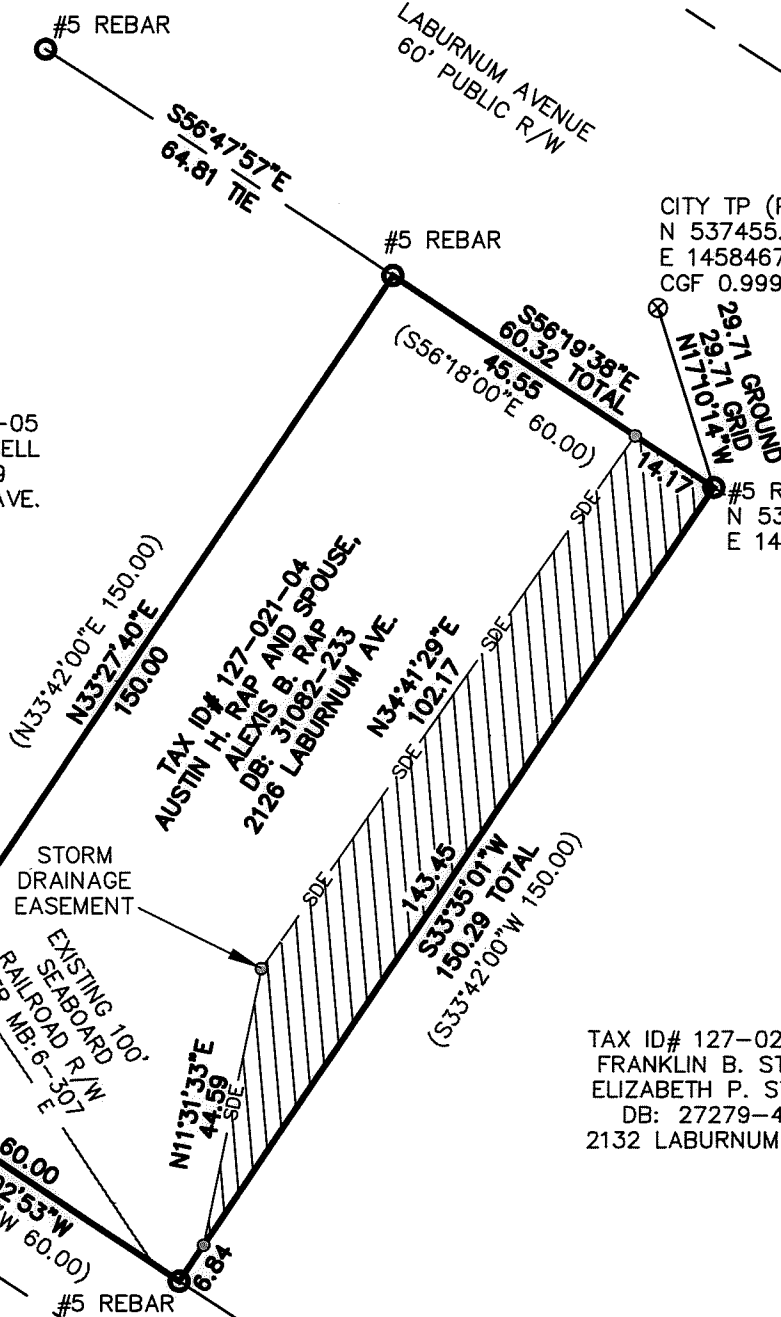 #5 REBAR
LABURNUM AVENUE
60' PUBLIC R/W
S56°47'57"E
64.81 TIE
#5 REBAR
CITY TP (
N 537455.
E 1458467
CGF 0.999
S56°19'38"E
60.32 TOTAL
45.55
(S56°18'00"E 60.00)
14.17
29.71 GROUND
29.71 GRID
N17°10'14"W
#5 R
N 53
E 14
-05
ELL
9
AVE.
(N33°42'00"E 150.00)
N33°27'40"E
150.00
TAX ID# 127-021-04
AUSTIN H. RAP AND SPOUSE,
ALEXIS B. RAP
DB: 31082-233
2126 LABURNUM AVE.
SDE
SDE
SDE
SDE
SDE
N34°41'29"E
102.17
143.45
S33°35'01"W
150.29 TOTAL
(S33°42'00"W 150.00)
STORM
DRAINAGE
EASEMENT
EXISTING 100'
SEABOARD
RAILROAD R/W
MB: 6-307
E
N11°31'33"E
44.59
TAX ID# 127-02
FRANKLIN B. ST
ELIZABETH P. S
DB: 27279-4
2132 LABURNUM
60.00
02'53"W
"W 60.00)
6.84
#5 REBAR